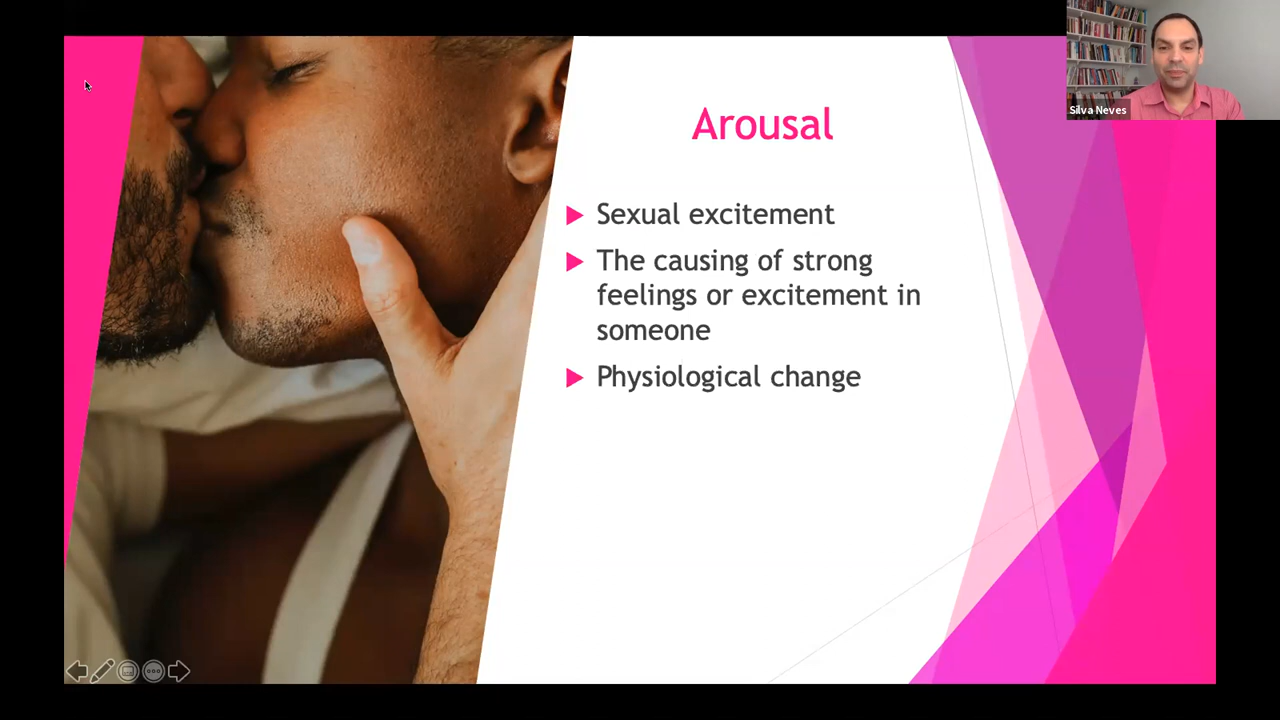 Silva Neves
Arousal
Sexual excitement
The causing of strong
feelings or excitement in
someone
Physiological change